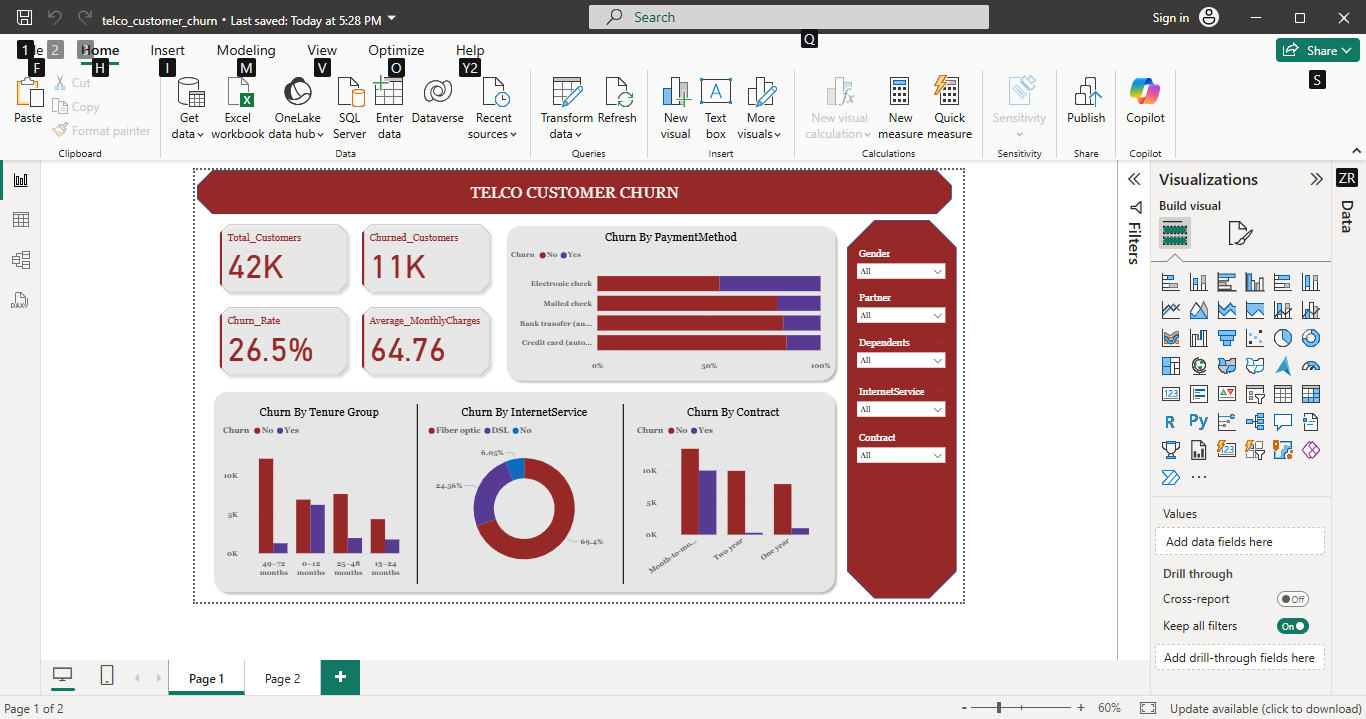 telco_customer_churn • Last saved: Today at 5:28 PM
Search
Sign in
Home
Insert
Modeling
View
Optimize
Help
Share
1
2
F
H
I
M
V
O
Y2
Q
S
Paste
Cut
Copy
Format painter
Clipboard
Get data
Excel workbook
OneLake data hub
SQL Server
Enter data
Dataverse
Recent sources
Data
Transform data
Refresh
Queries
New visual
Text box
More visuals
Insert
New visual calculation
New measure
Quick measure
Calculations
Sensitivity
Sensitivity
Publish
Share
Copilot
Copilot
TELCO CUSTOMER CHURN
Total_Customers
42K
Churned_Customers
11K
Churn_Rate
26.5%
Average_MonthlyCharges
64.76
Churn By PaymentMethod
Churn No Yes
Electronic check
Mailed check
Bank transfer (au...
Credit card (auto...
0% 50% 100%
Churn By Tenure Group
Churn No Yes
10K
5K
0K
49-72 months
0-12 months
25-48 months
13-24 months
Churn By InternetService
Fiber optic DSL No
6.05%
24.56%
69.4%
Churn By Contract
Churn No Yes
10K
5K
0K
Month-to-mo...
Two year
One year
Gender
All
Partner
All
Dependents
All
InternetService
All
Contract
All
Filters
Visualizations
Build visual
123
R
Py
123
Values
Add data fields here
Drill through
Cross-report
Off
Keep all filters
On
Add drill-through fields here
ZR
Data
DAX
Page 1
Page 2
+
Page 1 of 2
- + 60%
Update available (click to download)